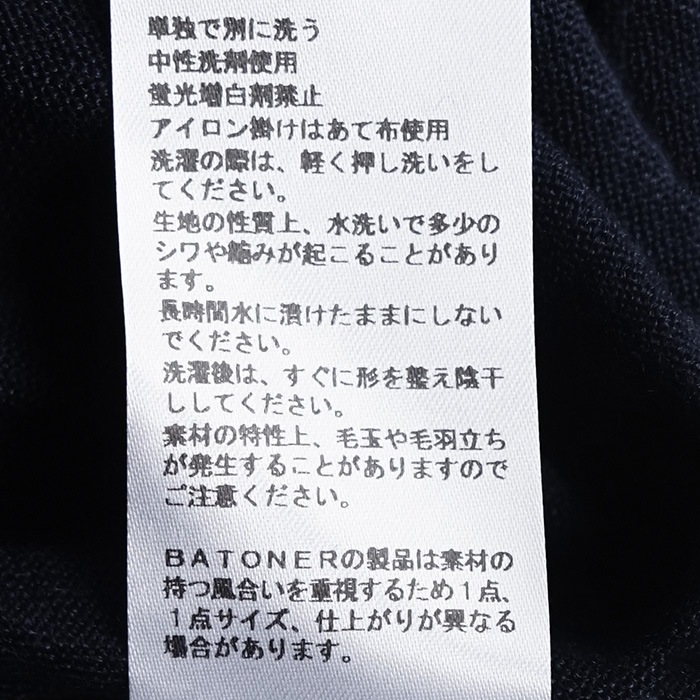 単独で別に洗う
中性洗剤使用
蛍光増白剤禁止
アイロン掛けはあて布使用
洗濯の際は、軽く押し洗いをし
てください。
生地の性質上、水洗いで多少の
シワや縮みが起こることがあり
ます。
長時間水に漬けたままにしない
でください。
洗濯後は、すぐに形を整え陰干
ししてください。
素材の特性上、毛玉や毛羽立ち
が発生することがありますので
ご注意ください。
BATONERの製品は素材の
持つ風合いを重視するため1点、
1点サイズ、仕上がりが異なる
場合があります。